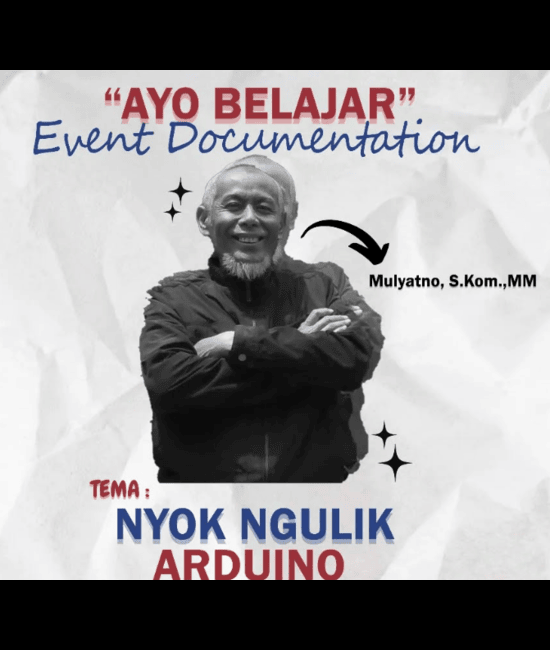 “AYO BELAJAR”
Event Documentation
Mulyatno, S.Kom.,MM
TEMA :
NYOK NGULIK
ARDUINO